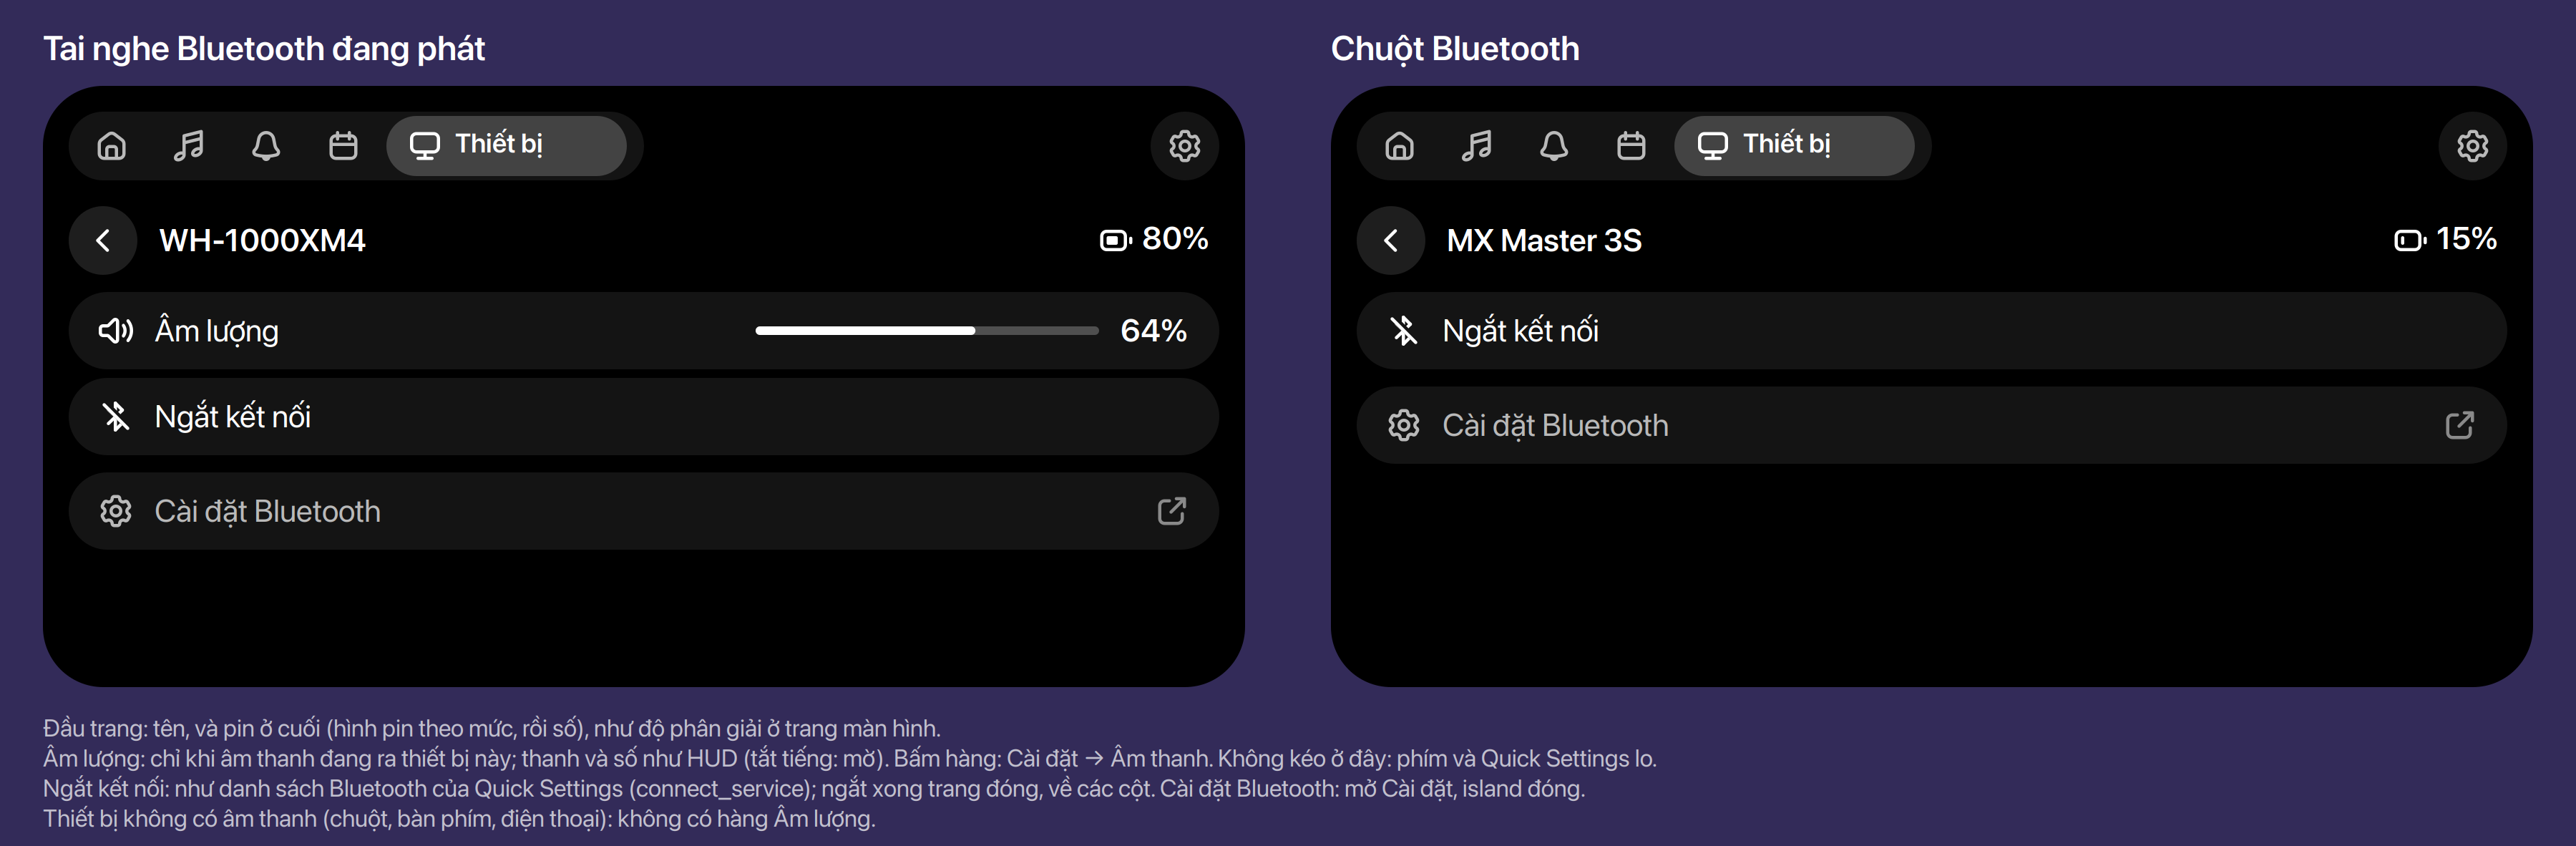 Tai nghe Bluetooth đang phát
Thiết bị
WH-1000XM4
80%
Âm lượng
64%
Ngắt kết nối
Cài đặt Bluetooth
Chuột Bluetooth
Thiết bị
MX Master 3S
15%
Ngắt kết nối
Cài đặt Bluetooth
Đầu trang: tên, và pin ở cuối (hình pin theo mức, rồi số), như độ phân giải ở trang màn hình.
Âm lượng: chỉ khi âm thanh đang ra thiết bị này; thanh và số như HUD (tắt tiếng: mờ). Bấm hàng: Cài đặt → Âm thanh. Không kéo ở đây: phím và Quick Settings lo.
Ngắt kết nối: như danh sách Bluetooth của Quick Settings (connect_service); ngắt xong trang đóng, về các cột. Cài đặt Bluetooth: mở Cài đặt, island đóng.
Thiết bị không có âm thanh (chuột, bàn phím, điện thoại): không có hàng Âm lượng.